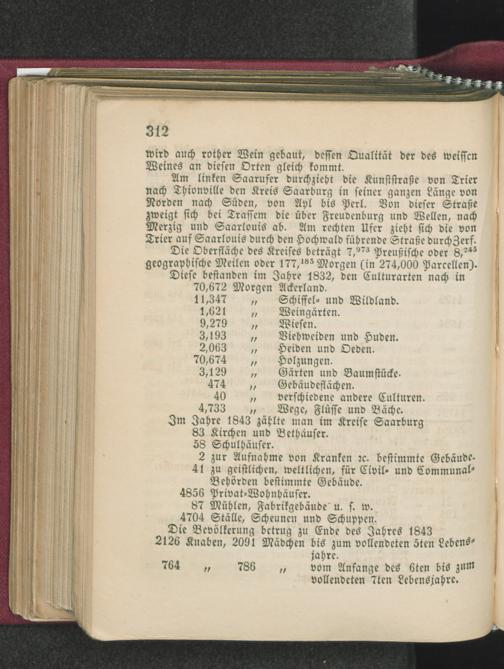 312
wird auch rother Wein gebaut, dessen Qualität der des weissen
Weines an diesen Orten gleich kommt.
Am linken Saarufer durchzieht die Kunststraße von Trier
nach Thionville den Kreis Saarburg in seiner ganzen Länge von
Norden nach Süden, von Ayl bis Perl. Von dieser Straße
zweigt sich bei Trassem die über Freudenburg und Wellen, nach
Merzig und Saarlouis ab. Am rechten Ufer zieht sich die von
Trier auf Saarlouis durch den Hochwald führende Straße durch Zerf.
Die Oberfläche des Kreises beträgt 7,⁹⁷³ Preußische oder 8,²⁴⁵
geographische Meilen oder 177,¹⁸⁵ Morgen (in 274,000 Parcellen).
Diese bestanden im Jahre 1832, den Culturarten nach in
70,672 Morgen Ackerland.
11,347 „ Schiffel- und Wildland.
1,621 „ Weingärten.
9,279 „ Wiesen.
3,193 „ Viehweiden und Huden.
2,063 „ Heiden und Oeden.
70,674 „ Holzungen.
3,129 „ Gärten und Baumstücke.
474 „ Gebäudeflächen.
40 „ verschiedene andere Culturen.
4,733 „ Wege, Flüsse und Bäche.
Im Jahre 1843 zählte man im Kreise Saarburg
83 Kirchen und Bethäuser.
58 Schulhäuser.
2 zur Aufnahme von Kranken ꝛc. bestimmte Gebäude.
41 zu geistlichen, weltlichen, für Civil- und Communal-
Behörden bestimmte Gebäude.
4856 Privat-Wohnhäuser.
87 Mühlen, Fabrikgebäude u. s. w.
4704 Ställe, Scheunen und Schuppen.
Die Bevölkerung betrug zu Ende des Jahres 1843
2126 Knaben, 2091 Mädchen bis zum vollendeten 5ten Lebens-
jahre.
764 „ 786 „ vom Anfange des 6ten bis zum
vollendeten 7ten Lebensjahre.